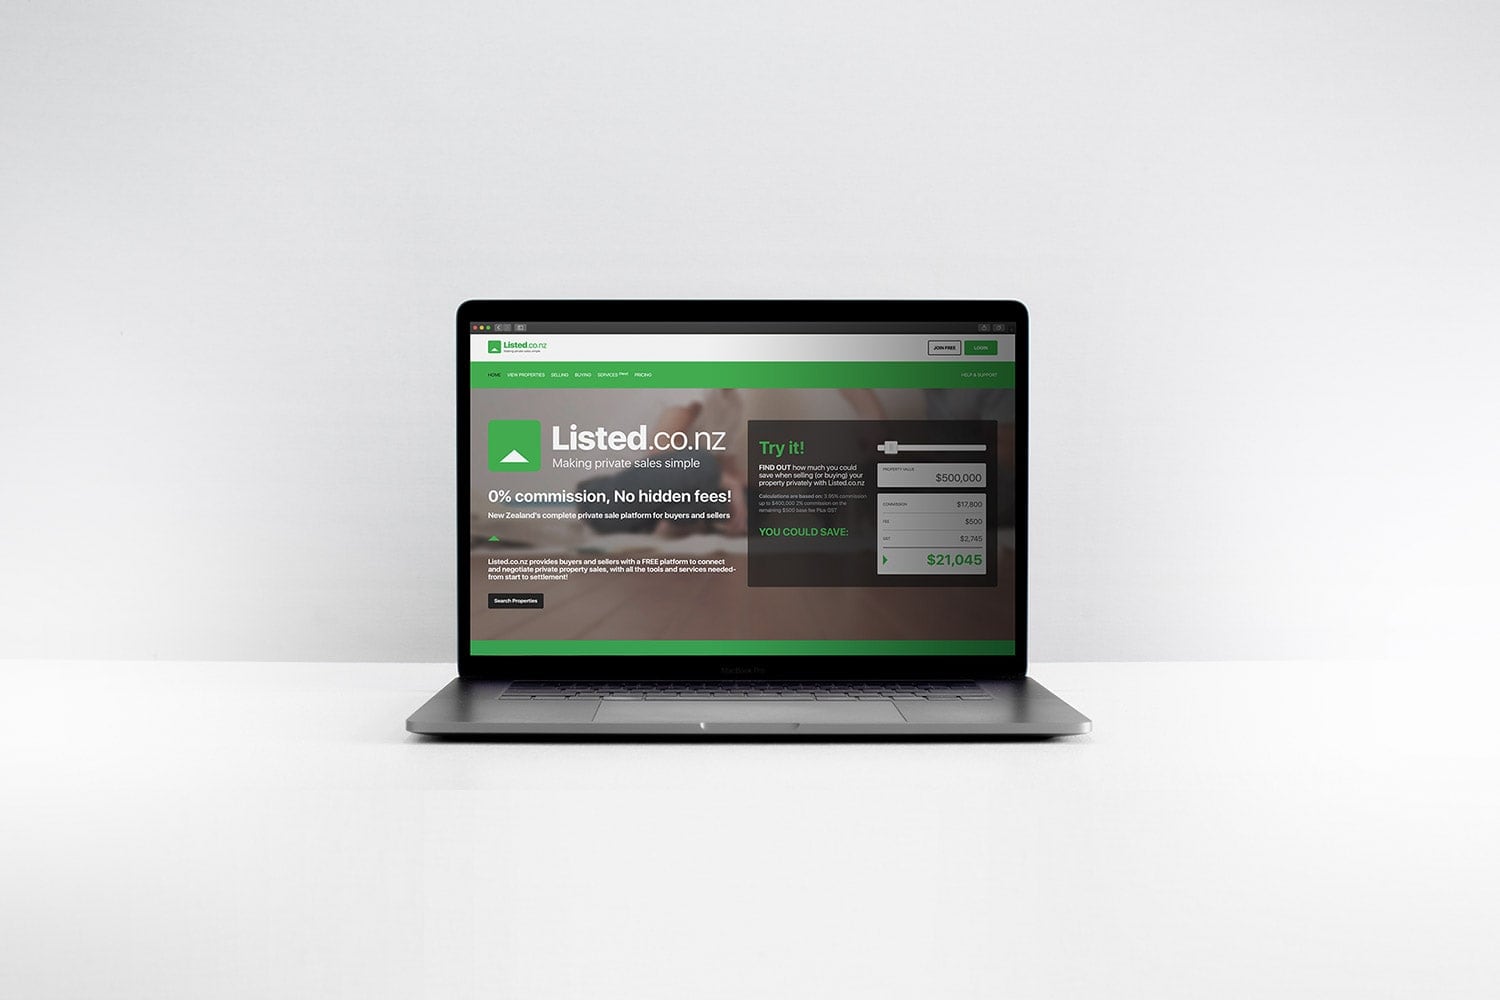 Listed.co.nz
Making private sales simple
JOIN FREE
LOGIN
HOME
VIEW PROPERTIES
SELLING
BUYING
SERVICES
PRICING
HELP & SUPPORT
Listed.co.nz
Making private sales simple
0% commission, No hidden fees!
New Zealand's complete private sale platform for buyers and sellers
Listed.co.nz provides buyers and sellers with a FREE platform to connect
and negotiate private property sales, with all the tools and services needed-
from start to settlement!
Search Properties
Try it!
FIND OUT how much you could
save when selling (or buying) your
property privately with Listed.co.nz
Calculations are based on: 3.95% commission
up to $400,000 2% commission on the
remaining $500 base fee Plus GST
YOU COULD SAVE:
PROPERTY VALUE
$500,000
COMMISSION
$17,800
FEE
$500
GST
$2,745
$21,045
MacBook Pro